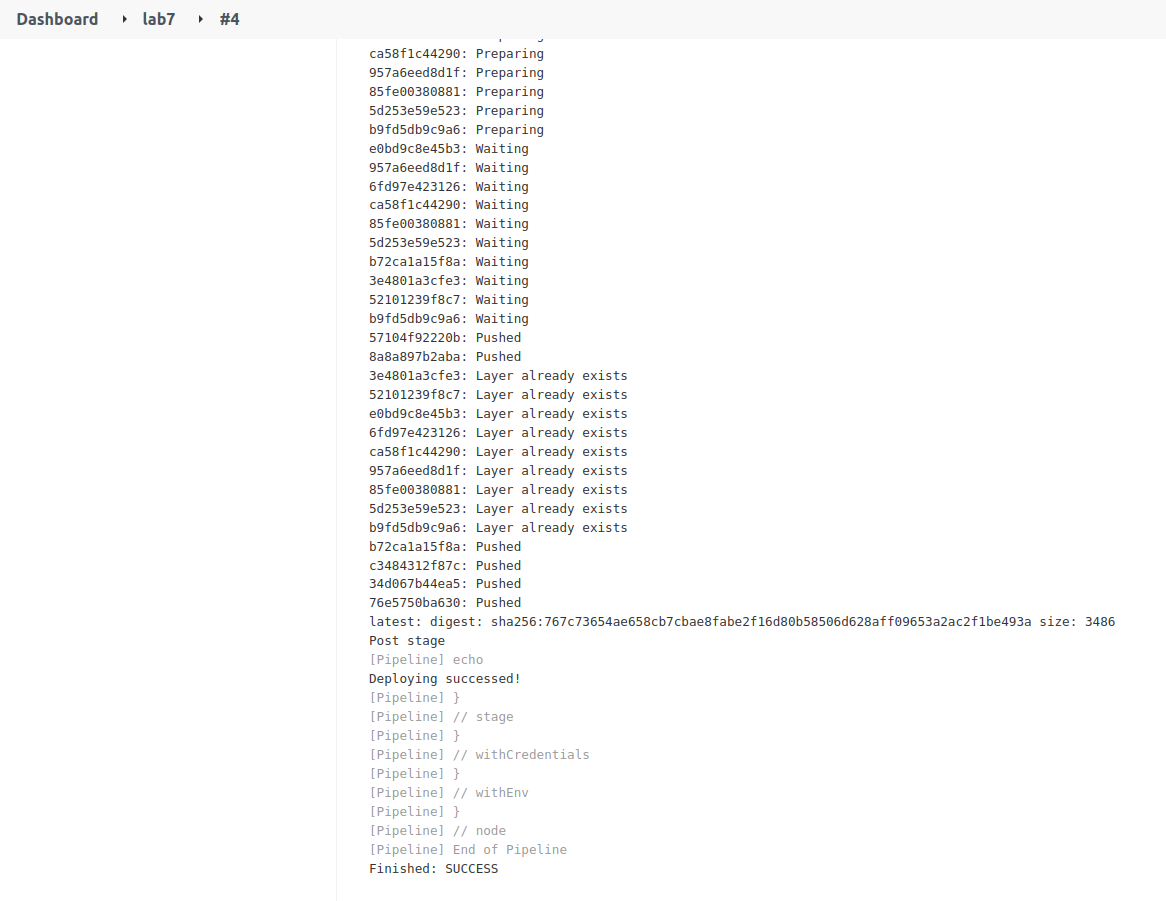 Dashboard ▸ lab7 ▸ #4
ca58f1c44290: Preparing
957a6eed8d1f: Preparing
85fe00380881: Preparing
5d253e59e523: Preparing
b9fd5db9c9a6: Preparing
e0bd9c8e45b3: Waiting
957a6eed8d1f: Waiting
6fd97e423126: Waiting
ca58f1c44290: Waiting
85fe00380881: Waiting
5d253e59e523: Waiting
b72ca1a15f8a: Waiting
3e4801a3cfe3: Waiting
52101239f8c7: Waiting
b9fd5db9c9a6: Waiting
57104f92220b: Pushed
8a8a897b2aba: Pushed
3e4801a3cfe3: Layer already exists
52101239f8c7: Layer already exists
e0bd9c8e45b3: Layer already exists
6fd97e423126: Layer already exists
ca58f1c44290: Layer already exists
957a6eed8d1f: Layer already exists
85fe00380881: Layer already exists
5d253e59e523: Layer already exists
b9fd5db9c9a6: Layer already exists
b72ca1a15f8a: Pushed
c3484312f87c: Pushed
34d067b44ea5: Pushed
76e5750ba630: Pushed
latest: digest: sha256:767c73654ae658cb7cbae8fabe2f16d80b58506d628aff09653a2ac2f1be493a size: 3486
Post stage
[Pipeline] echo
Deploying successed!
[Pipeline] }
[Pipeline] // stage
[Pipeline] }
[Pipeline] // withCredentials
[Pipeline] }
[Pipeline] // withEnv
[Pipeline] }
[Pipeline] // node
[Pipeline] End of Pipeline
Finished: SUCCESS